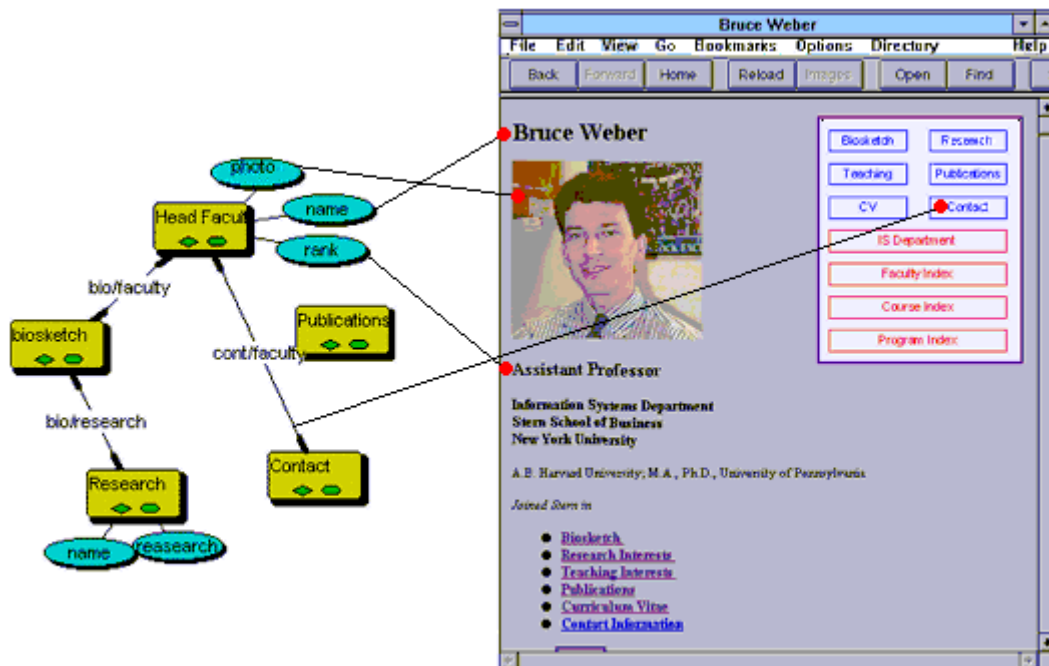 photo
Head Facult
name
rank
bio/faculty
biosketch
Publications
cont/faculty
bio/research
Contact
Research
name
reasearch
Bruce Weber
File Edit View Go Bookmarks Options Directory Help
Back Forward Home Reload Images Open Find
Bruce Weber
Biosketch Research
Teaching Publications
CV Contact
IS Department
Faculty Index
Course Index
Program Index
Assistant Professor
Information Systems Department
Stern School of Business
New York University
A.B. Harvard University; M.A., Ph.D., University of Pennsylvania
Joined Stern in
Biosketch
Research Interests
Teaching Interests
Publications
Curriculum Vitae
Contact Information